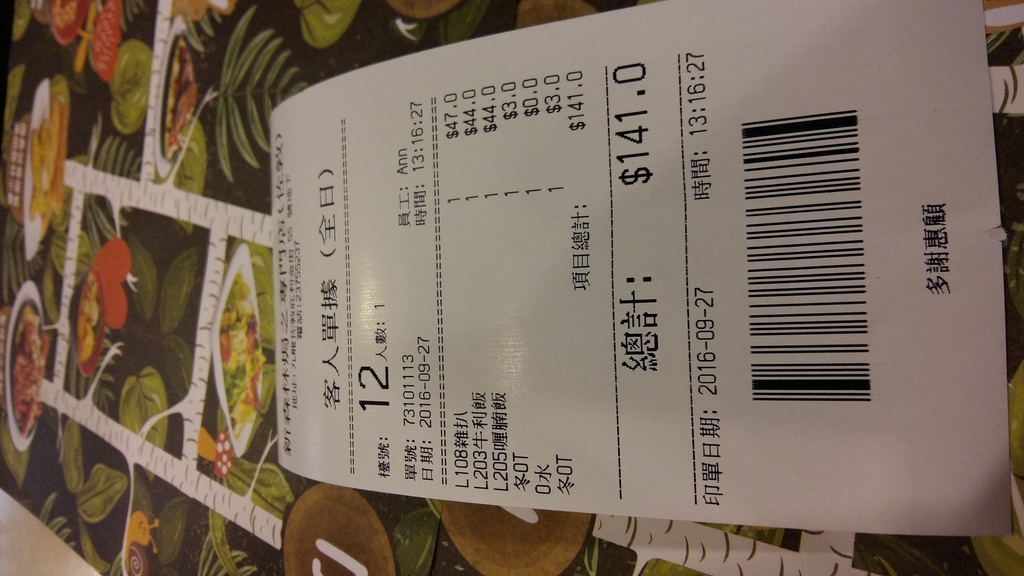 客人單據 (全日)
檯號: 12 人數: 1
單號: 73101113 員工: Ann
日期: 2016-09-27 時間: 13:16:27
L108雜扒 1 $47.0
L203牛利飯 1 $44.0
L205厘腩飯 1 $44.0
冬OT 1 $3.0
0水 1 $0.0
冬OT 1 $3.0
項目總計: $141.0
總計: $141.0
印單日期: 2016-09-27 時間: 13:16:27
多謝惠顧